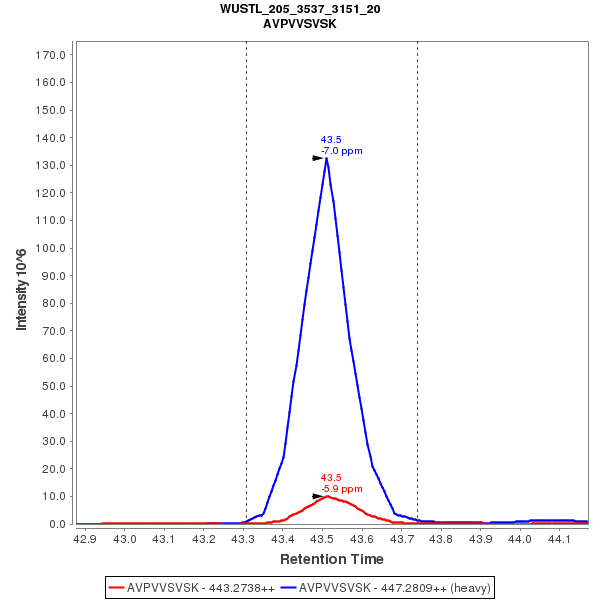 WUSTL_205_3537_3151_20
AVPVVSVSK
170.0
160.0
150.0
140.0
130.0
120.0
110.0
100.0
90.0
80.0
70.0
60.0
50.0
40.0
30.0
20.0
10.0
0.0
Intensity 10^6
43.5
-7.0 ppm
43.5
-5.9 ppm
42.9 43.0 43.1 43.2 43.3 43.4 43.5 43.6 43.7 43.8 43.9 44.0 44.1
Retention Time
AVPVVSVSK - 443.2738++ AVPVVSVSK - 447.2809++ (heavy)